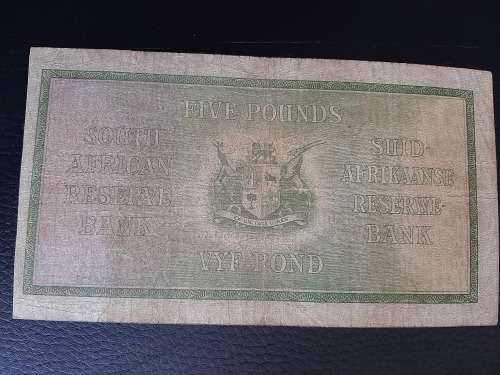 FIVE POUNDS
SOUTH
AFRICAN
RESERVE
BANK
SUID-
AFRIKAANSE
RESERWE-
BANK
VYF POND